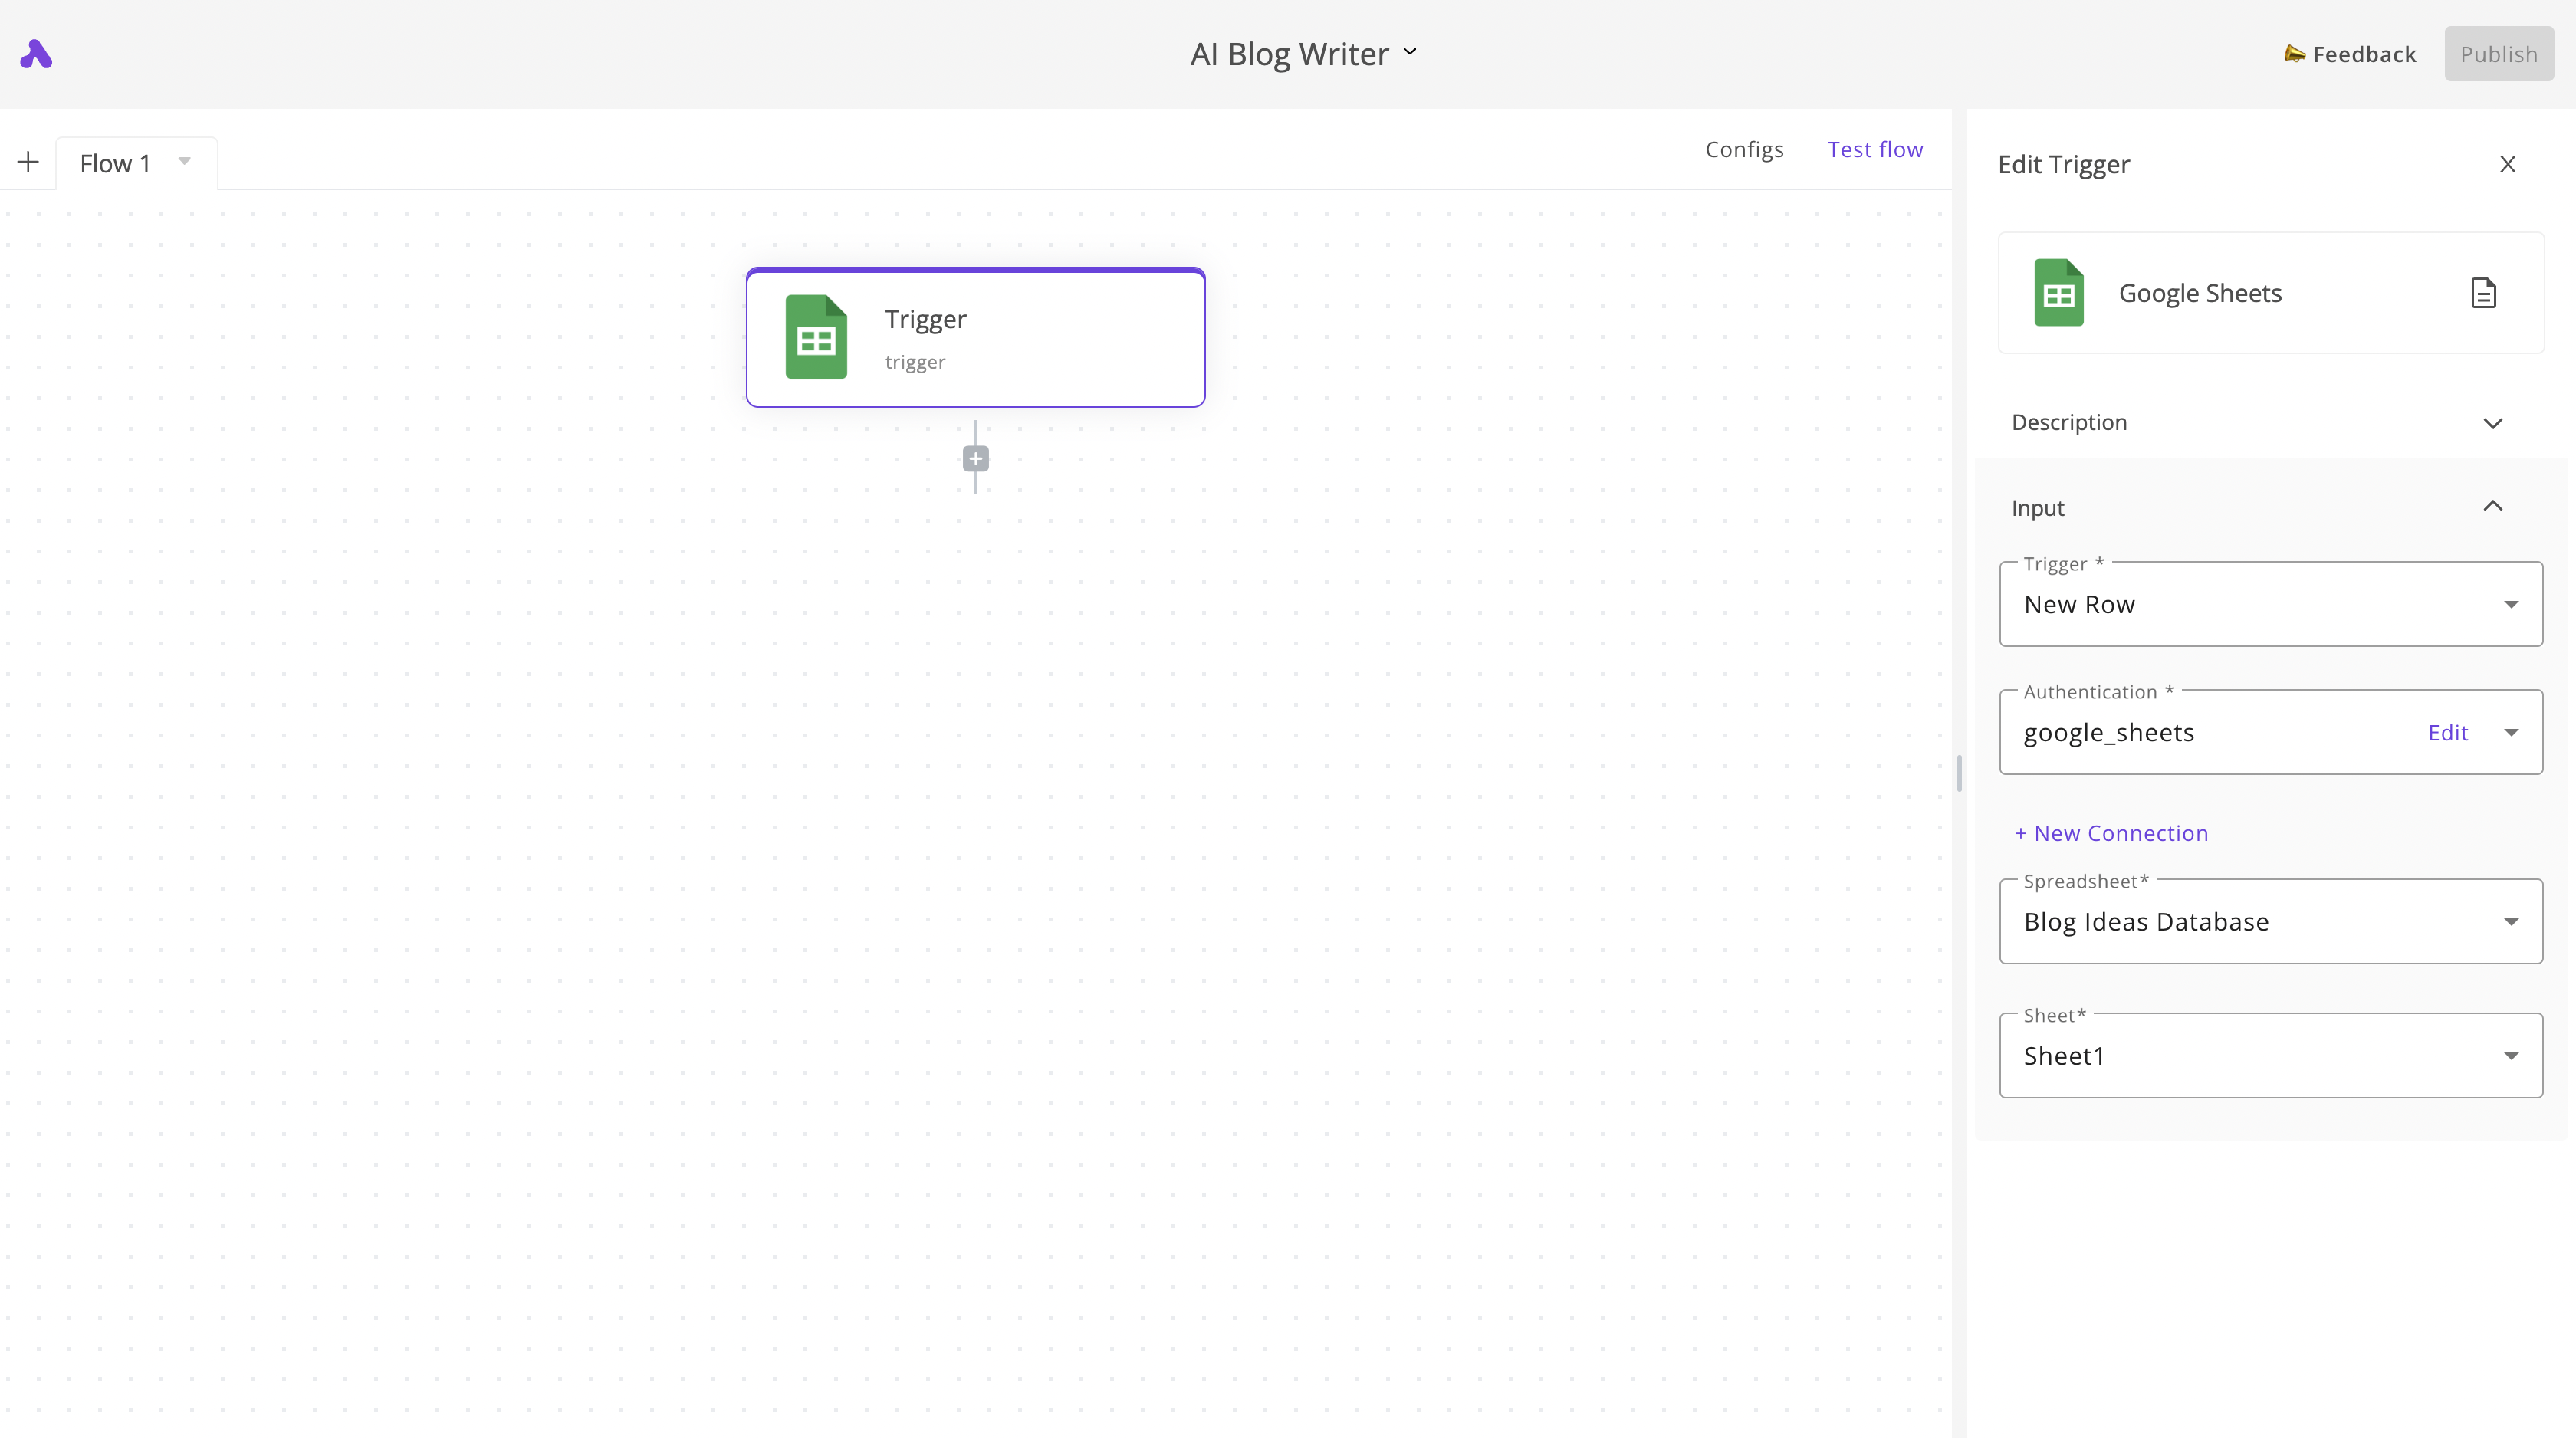 AI Blog Writer
Feedback
Publish
Flow 1
Configs
Test flow
Trigger
trigger
Edit Trigger
Google Sheets
Description
Input
Trigger *
New Row
Authentication *
google_sheets
Edit
+ New Connection
Spreadsheet*
Blog Ideas Database
Sheet*
Sheet1